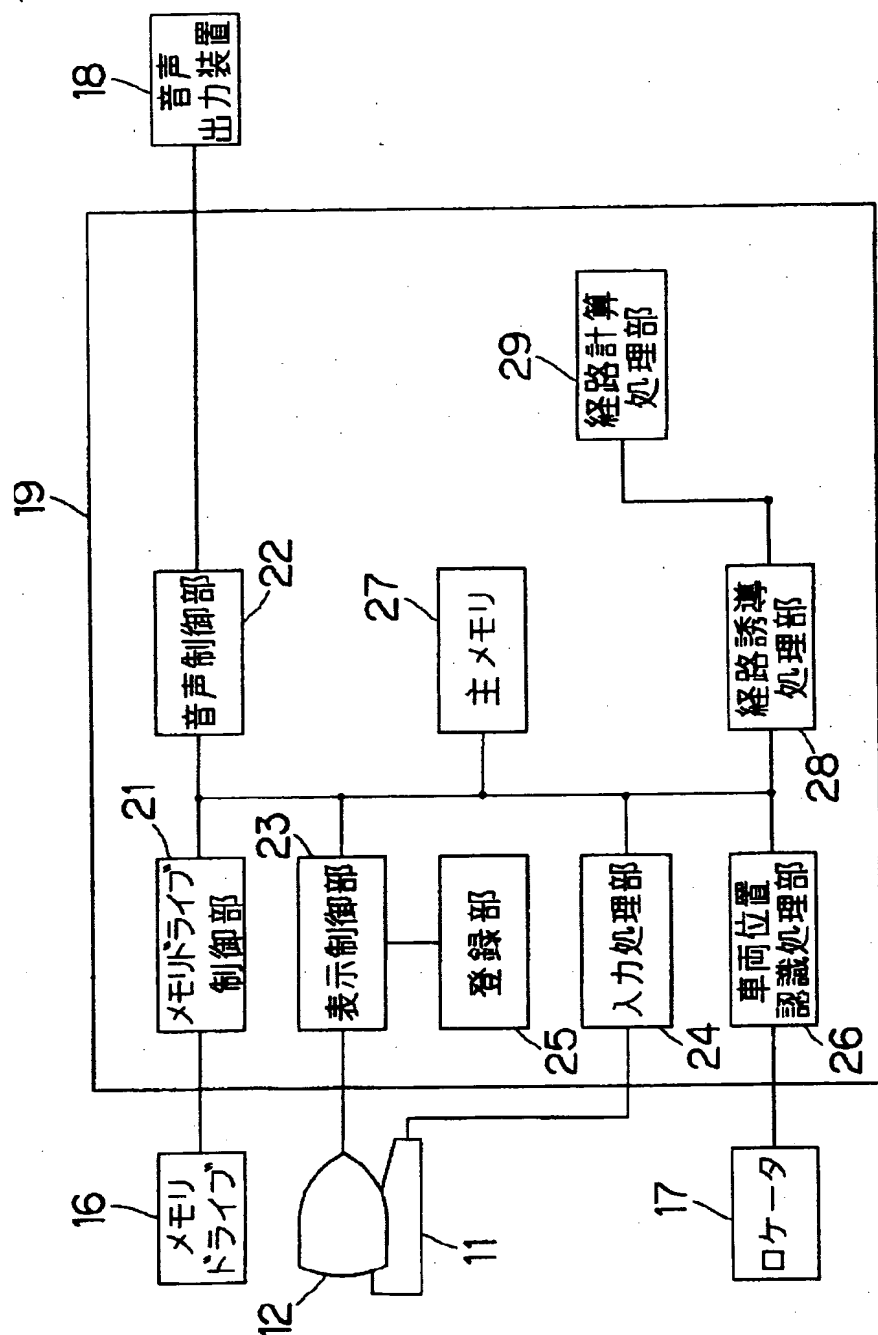 19
18
音声
出力装置
16
メモリ
ドライブ
21
メモリドライブ
制御部
22
音声制御部
12
11
23
表示制御部
27
主メモリ
25
登録部
24
入力処理部
29
経路計算
処理部
17
ロケータ
26
車両位置
認識処理部
28
経路誘導
処理部